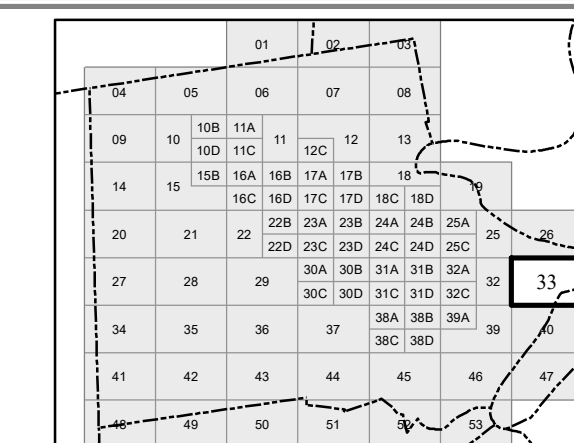 01 02 03
04 05 06 07 08
10B 11A
09 10 11 12 13
10D 11C 12C
15B 16A 16B 17A 17B 18
14 15 19
16C 16D 17C 17D 18C 18D
22B 23A 23B 24A 24B 25A
20 21 22 25 26
22D 23C 23D 24C 24D 25C
30A 30B 31A 31B 32A
27 28 29 32 33
30C 30D 31C 31D 32C
38A 38B 39A
34 35 36 37 39 40
38C 38D
41 42 43 44 45 46 47
48 49 50 51 52 53